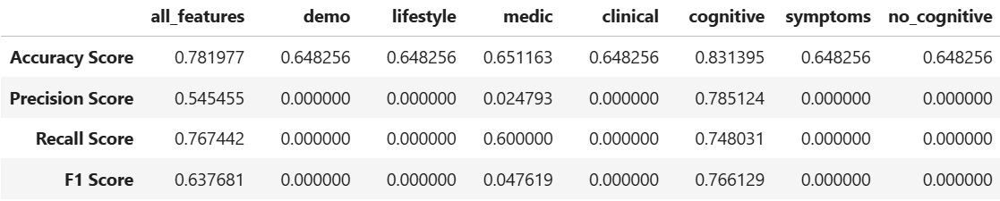 all_features demo lifestyle medic clinical cognitive symptoms no_cognitive
Accuracy Score 0.781977 0.648256 0.648256 0.651163 0.648256 0.831395 0.648256 0.648256
Precision Score 0.545455 0.000000 0.000000 0.024793 0.000000 0.785124 0.000000 0.000000
Recall Score 0.767442 0.000000 0.000000 0.600000 0.000000 0.748031 0.000000 0.000000
F1 Score 0.637681 0.000000 0.000000 0.047619 0.000000 0.766129 0.000000 0.000000